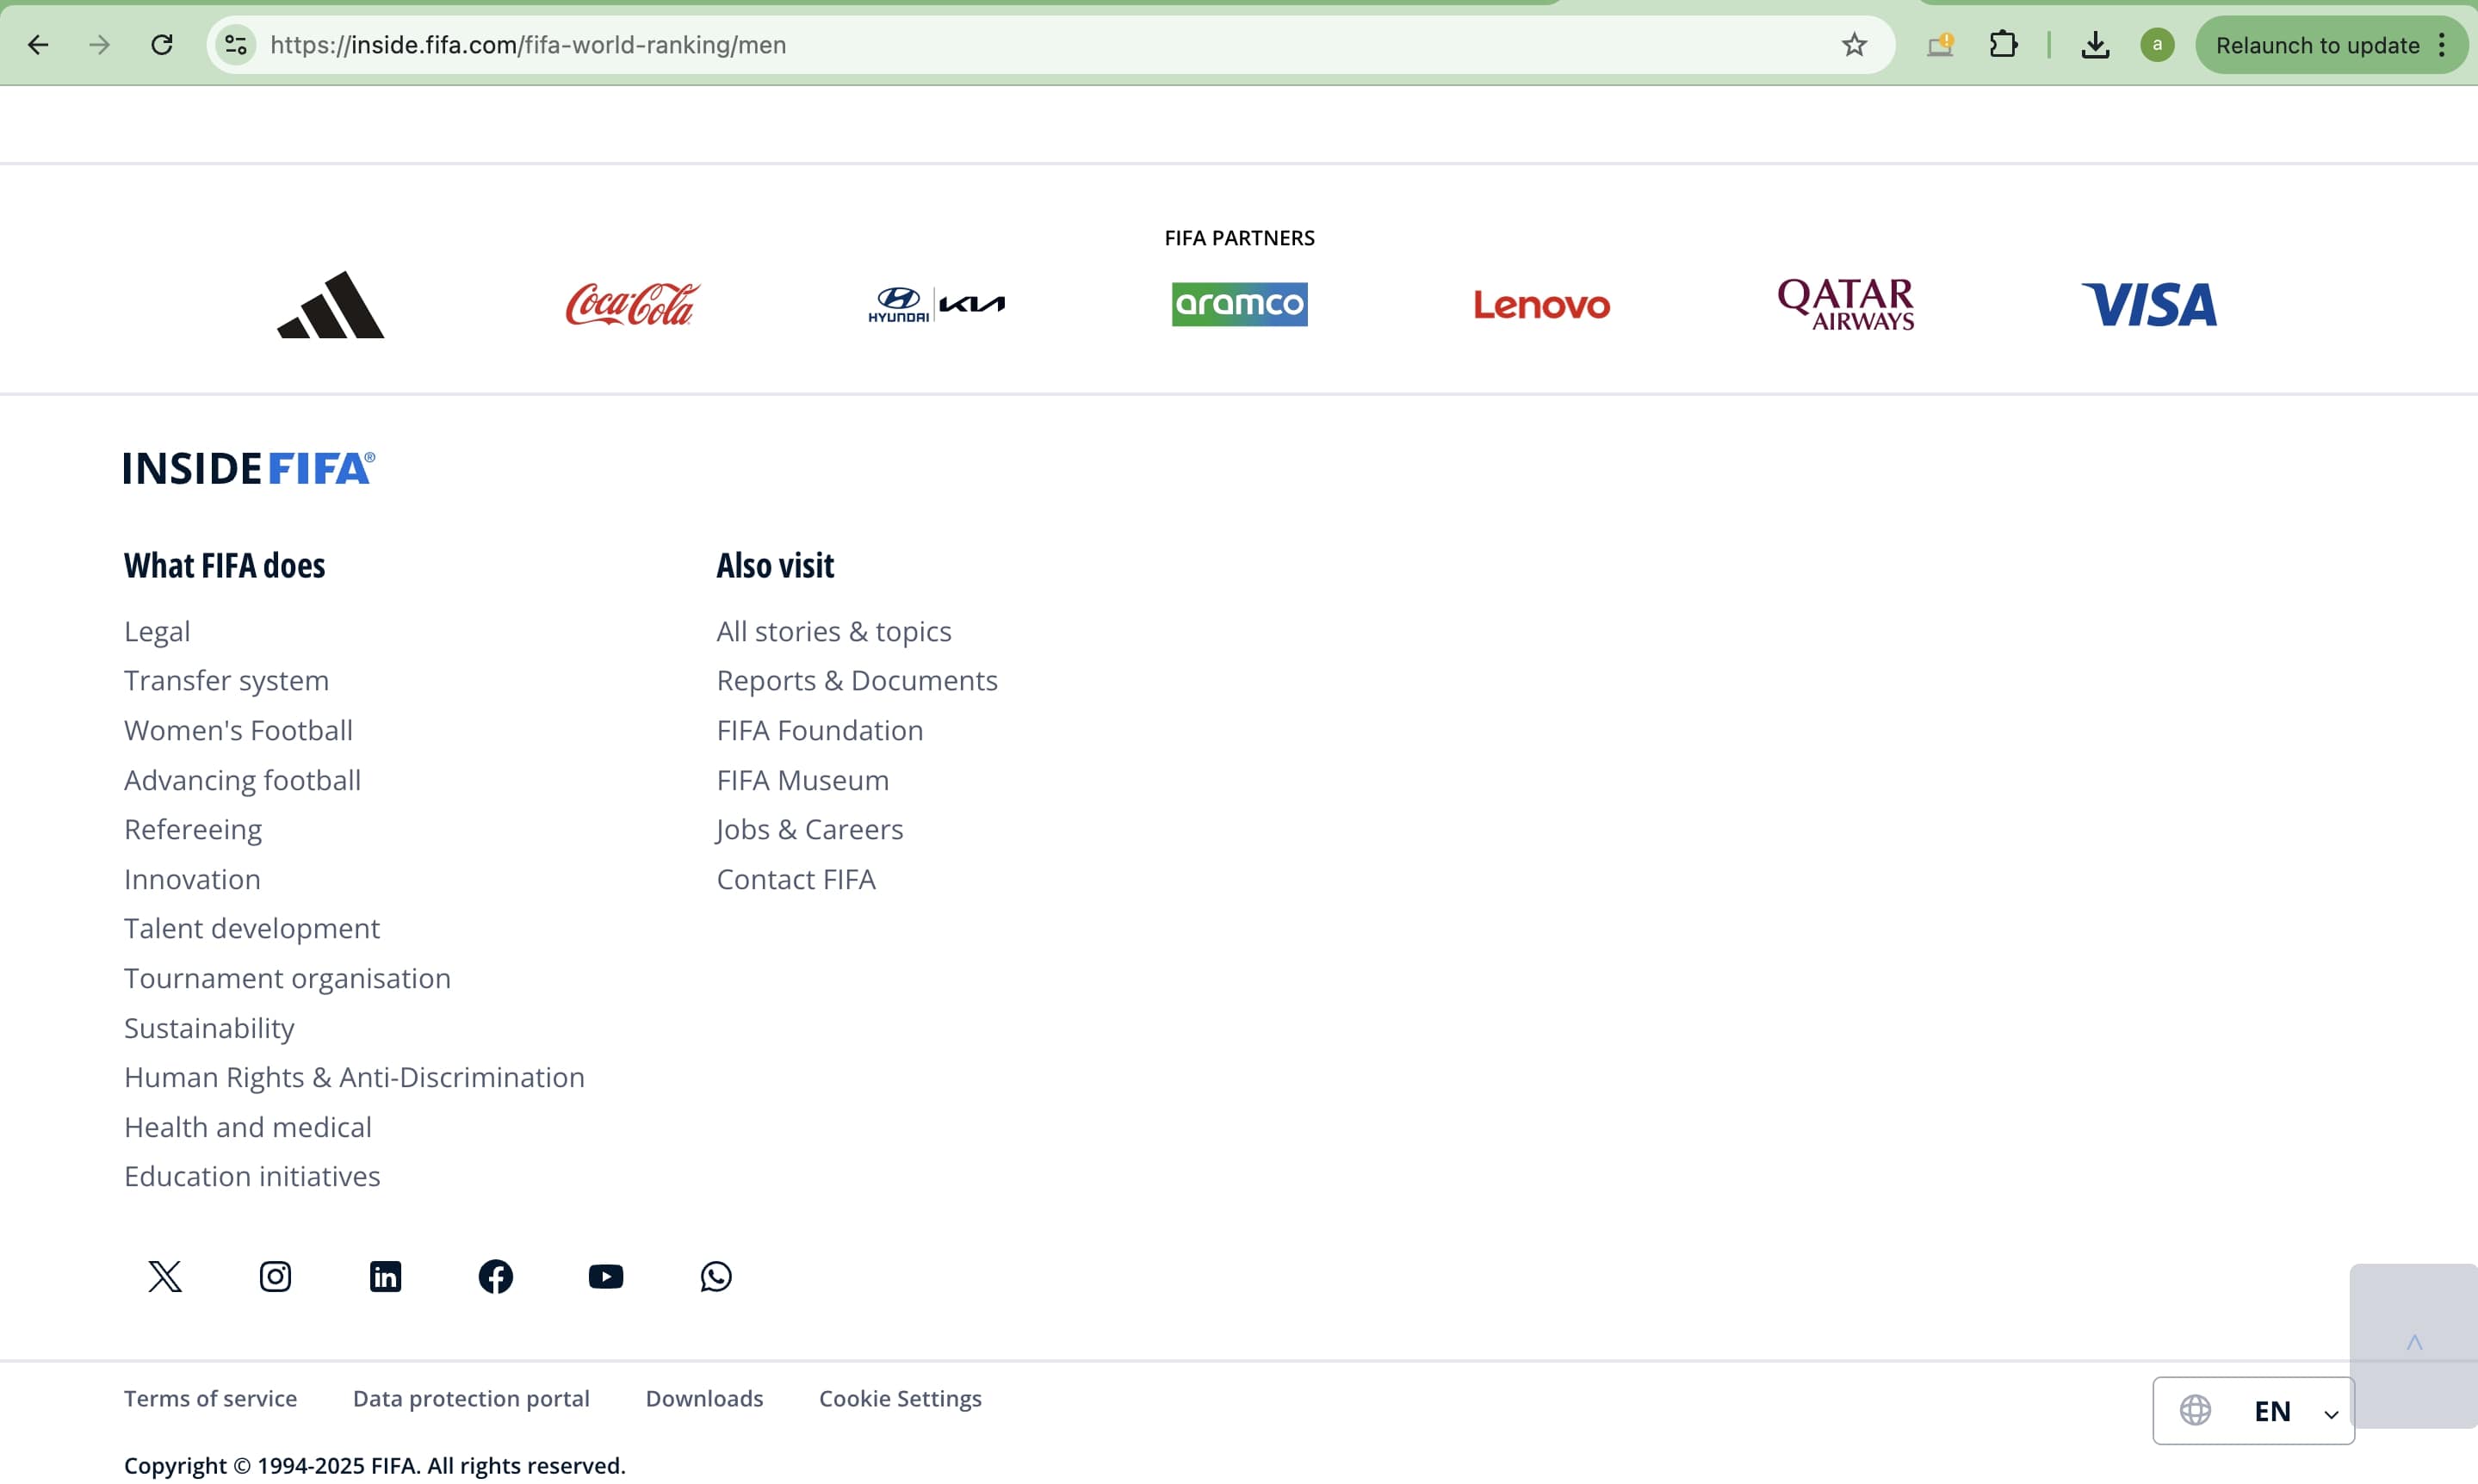 https://inside.fifa.com/fifa-world-ranking/men
a
Relaunch to update
FIFA PARTNERS
Coca-Cola
HYUNDAI
KIA
aramco
Lenovo
QATAR
AIRWAYS
VISA
INSIDE FIFA®
What FIFA does
Legal
Transfer system
Women's Football
Advancing football
Refereeing
Innovation
Talent development
Tournament organisation
Sustainability
Human Rights & Anti-Discrimination
Health and medical
Education initiatives
Also visit
All stories & topics
Reports & Documents
FIFA Foundation
FIFA Museum
Jobs & Careers
Contact FIFA
in
Terms of service
Data protection portal
Downloads
Cookie Settings
EN
Copyright © 1994-2025 FIFA. All rights reserved.